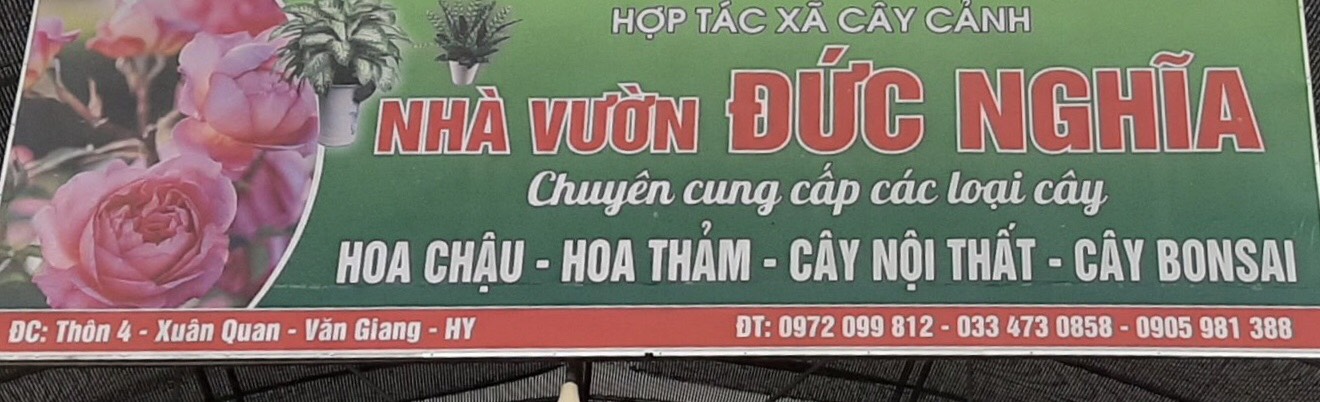 HỢP TÁC XÃ CÂY CẢNH
NHÀ VƯỜN ĐỨC NGHĨA
Chuyên cung cấp các loại cây
HOA CHẬU - HOA THẢM - CÂY NỘI THẤT - CÂY BONSAI
ĐC: Thôn 4 - Xuân Quan - Văn Giang - HY
ĐT: 0972 099 812 - 033 473 0858 - 0905 981 388